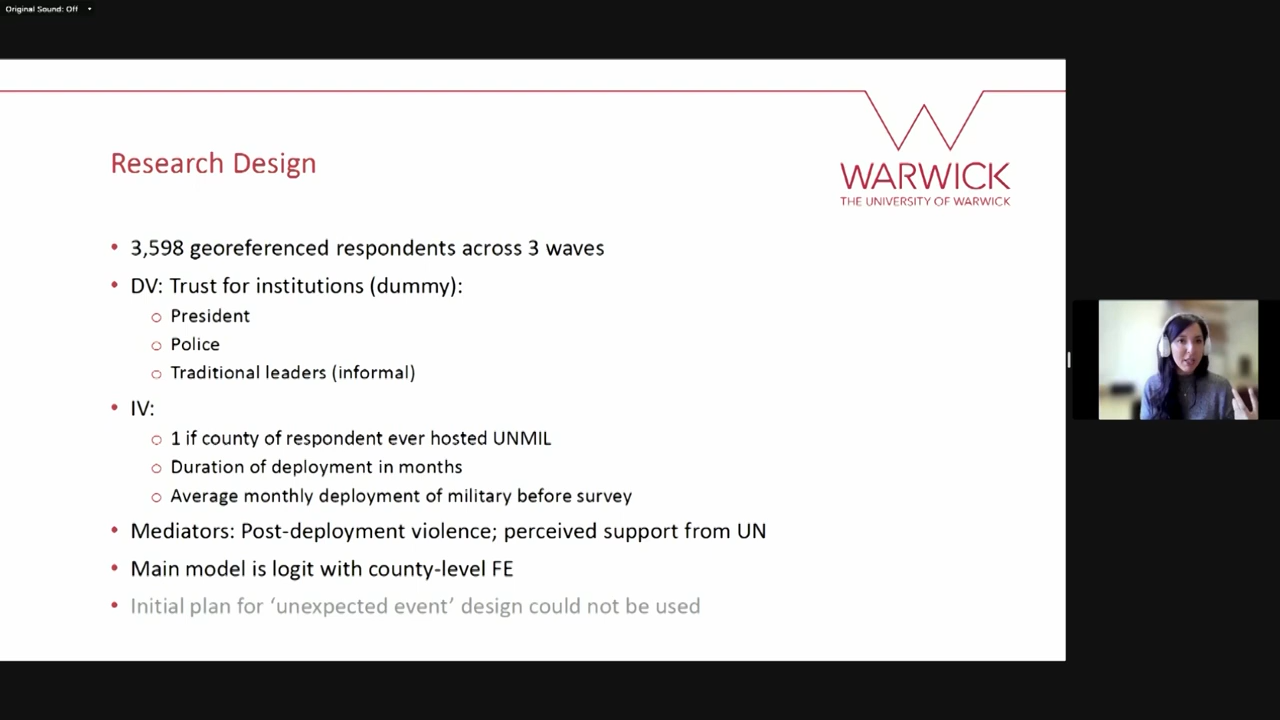 Original Sound: Off
WARWICK
THE UNIVERSITY OF WARWICK
Research Design
• 3,598 georeferenced respondents across 3 waves
• DV: Trust for institutions (dummy):
○ President
○ Police
○ Traditional leaders (informal)
• IV:
○ 1 if county of respondent ever hosted UNMIL
○ Duration of deployment in months
○ Average monthly deployment of military before survey
• Mediators: Post-deployment violence; perceived support from UN
• Main model is logit with county-level FE
• Initial plan for ‘unexpected event’ design could not be used